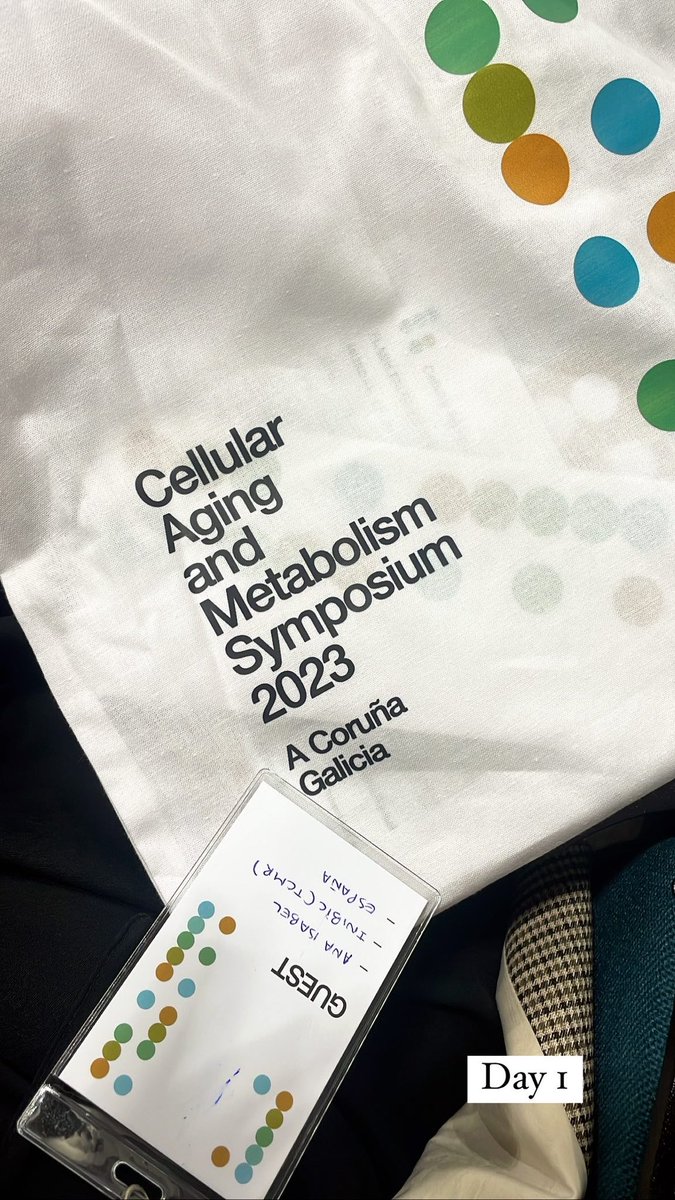 Cellular
Aging
and
Metabolism
Symposium
2023
A Coruña
Galicia
GUEST
- ANA ISABEL
- INIBIC (TCMR)
- ESPAÑA
Day 1